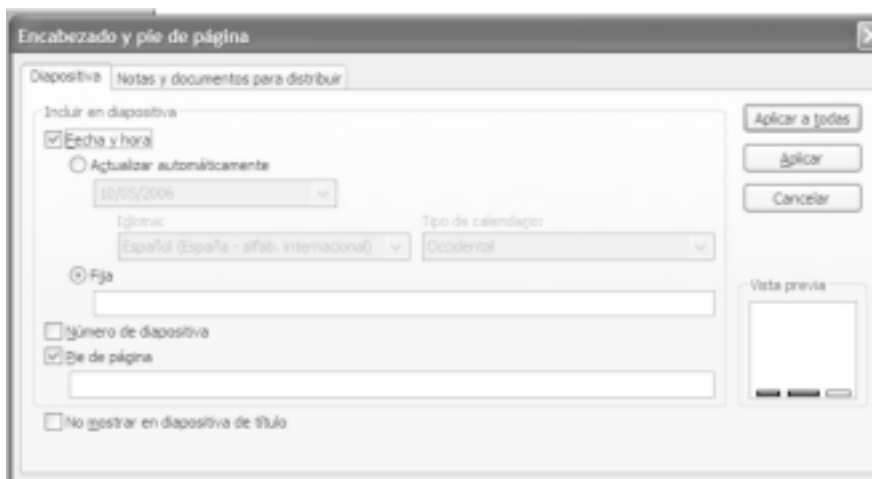 Encabezado y pie de página
Diapositiva Notas y documentos para distribuir
Incluir en diapositiva
Fecha y hora
Actualizar automáticamente
10/05/2006
Idioma: Tipo de calendario:
Español (España - alfab. internacional) Occidental
Fija
Número de diapositiva
Pie de página
No mostrar en diapositiva de título
Aplicar a todas
Aplicar
Cancelar
Vista previa